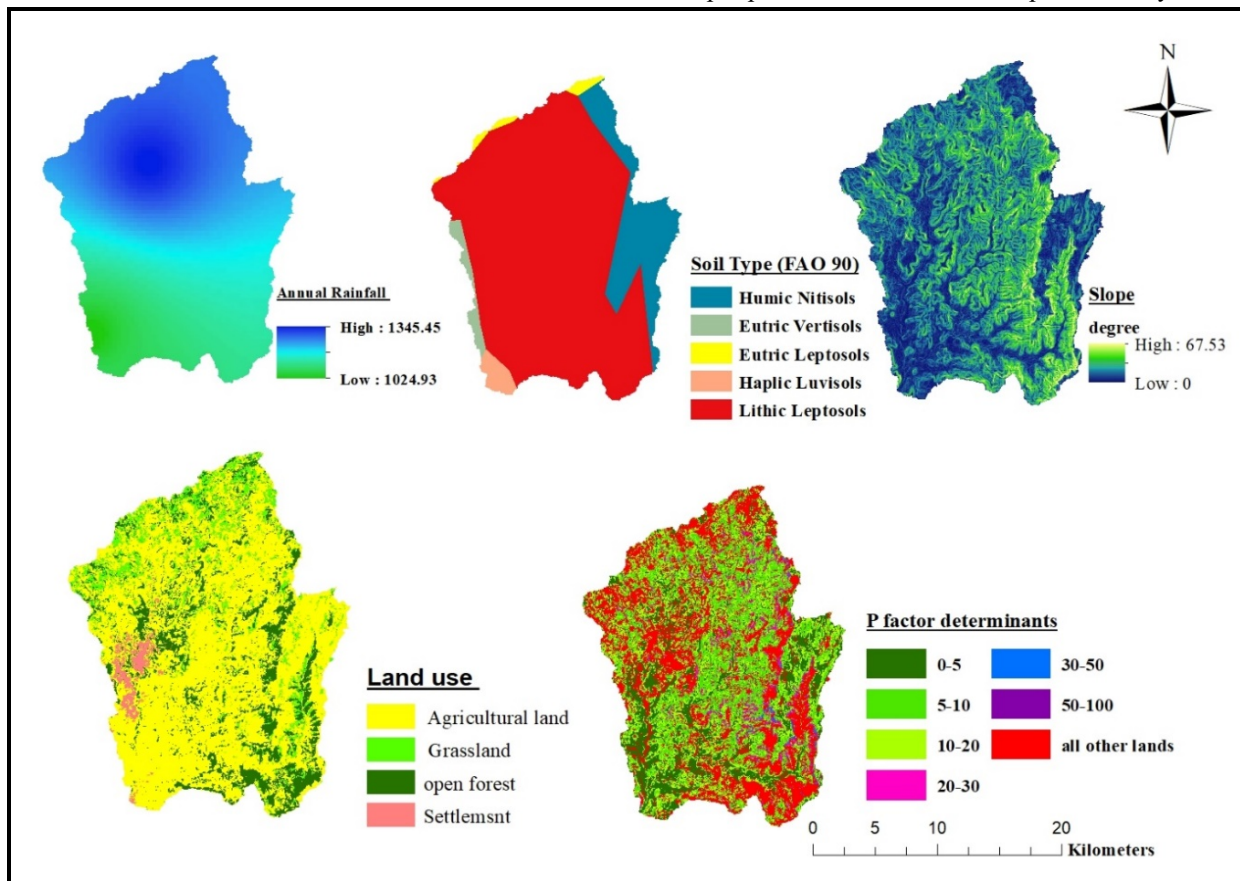 N
Annual Rainfall
High : 1345.45
Low : 1024.93
Soil Type (FAO 90)
Humic Nitisols
Eutric Vertisols
Eutric Leptosols
Haplic Luvisols
Lithic Leptosols
Slope
degree
High : 67.53
Low : 0
Land use
Agricultural land
Grassland
open forest
Settlemsnt
P factor determinants
0-5
5-10
10-20
20-30
30-50
50-100
all other lands
0 5 10 20
Kilometers